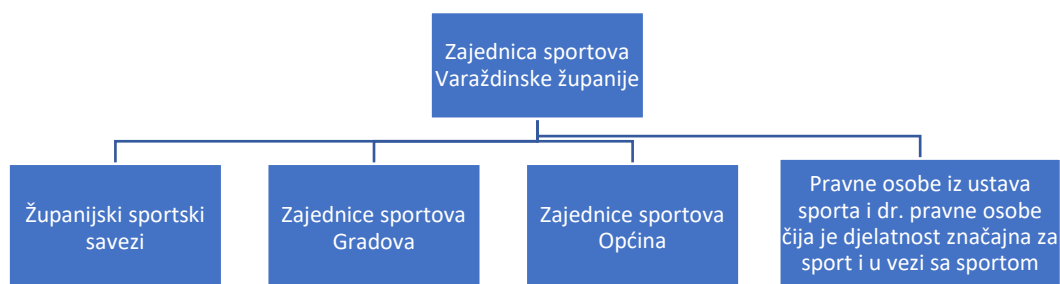 Zajednica sportova
Varaždinske županije
Županijski sportski
savezi
Zajednice sportova
Gradova
Zajednice sportova
Općina
Pravne osobe iz ustava
sporta i dr. pravne osobe
čija je djelatnost značajna za
sport i u vezi sa sportom